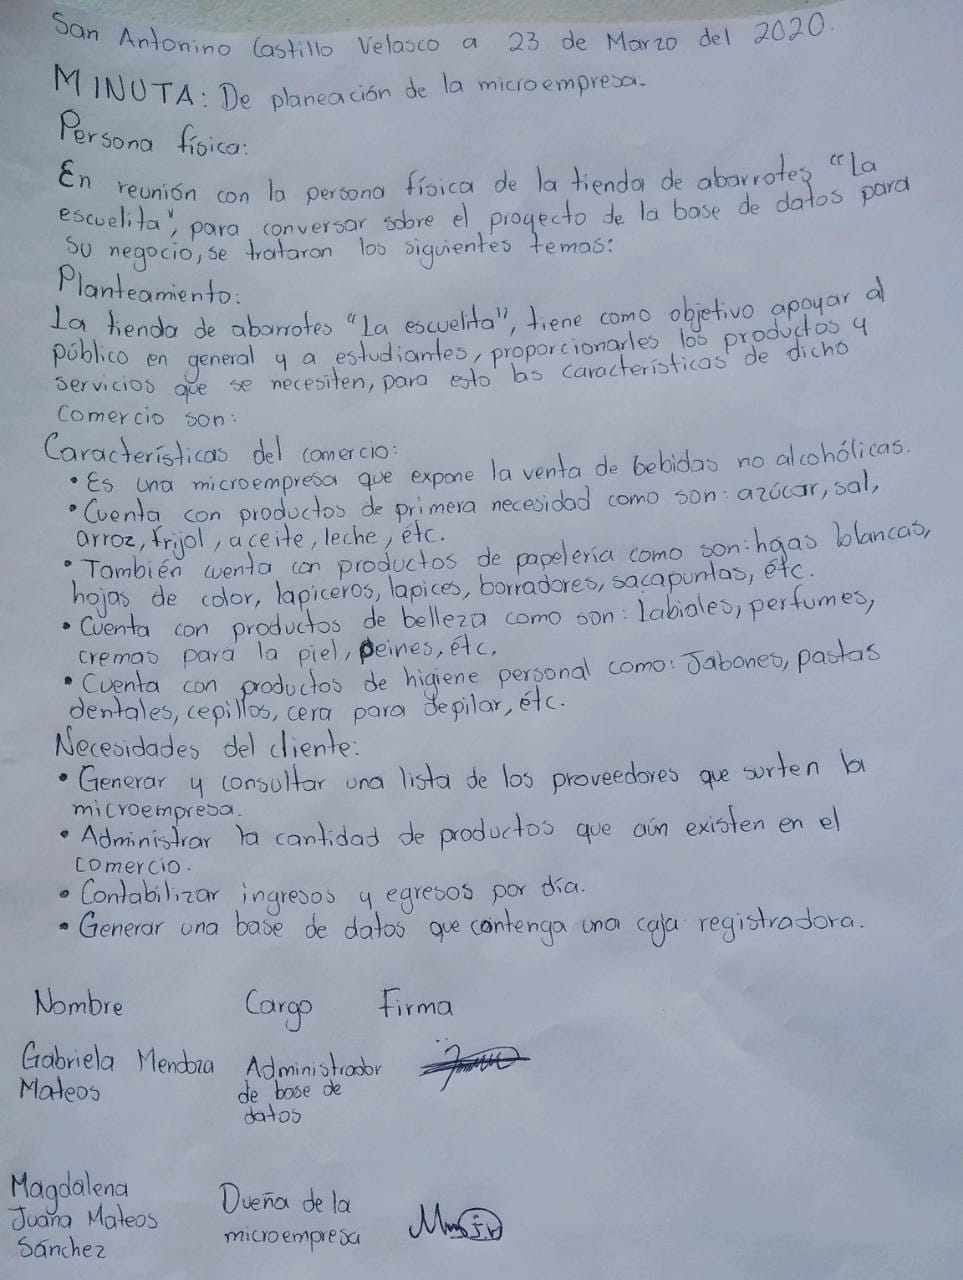 San Antonino Castillo Velasco a 23 de Marzo del 2020.
MINUTA: De planeación de la microempresa.
Persona física:
En reunión con la persona física de la tienda de abarrotes "La
escuelita", para conversar sobre el proyecto de la base de datos para
su negocio, se trataron los siguientes temas:
Planteamiento:
La tienda de abarrotes "La escuelita", tiene como objetivo apoyar al
público en general y a estudiantes, proporcionarles los productos y
servicios que se necesiten, para esto las características de dicho
comercio son:
Características del comercio:
• Es una microempresa que expone la venta de bebidas no alcohólicas.
• Cuenta con productos de primera necesidad como son: azúcar, sal,
arroz, frijol, aceite, leche, etc.
• También cuenta con productos de papelería como son: hojas blancas,
hojas de color, lapiceros, lapices, borradores, sacapuntas, etc.
• Cuenta con productos de belleza como son: Labiales, perfumes,
cremas para la piel, peines, etc.
• Cuenta con productos de higiene personal como: Jabones, pastas
dentales, cepillos, cera para depilar, etc.
Necesidades del cliente:
• Generar y consultar una lista de los proveedores que surten la
microempresa.
• Administrar la cantidad de productos que aún existen en el
comercio.
• Contabilizar ingresos y egresos por día.
• Generar una base de datos que contenga una caja registradora.
Nombre Cargo Firma
Gabriela Mendoza Administrador
Mateos de base de
datos
Magdalena Dueña de la
Juana Mateos microempresa
Sánchez